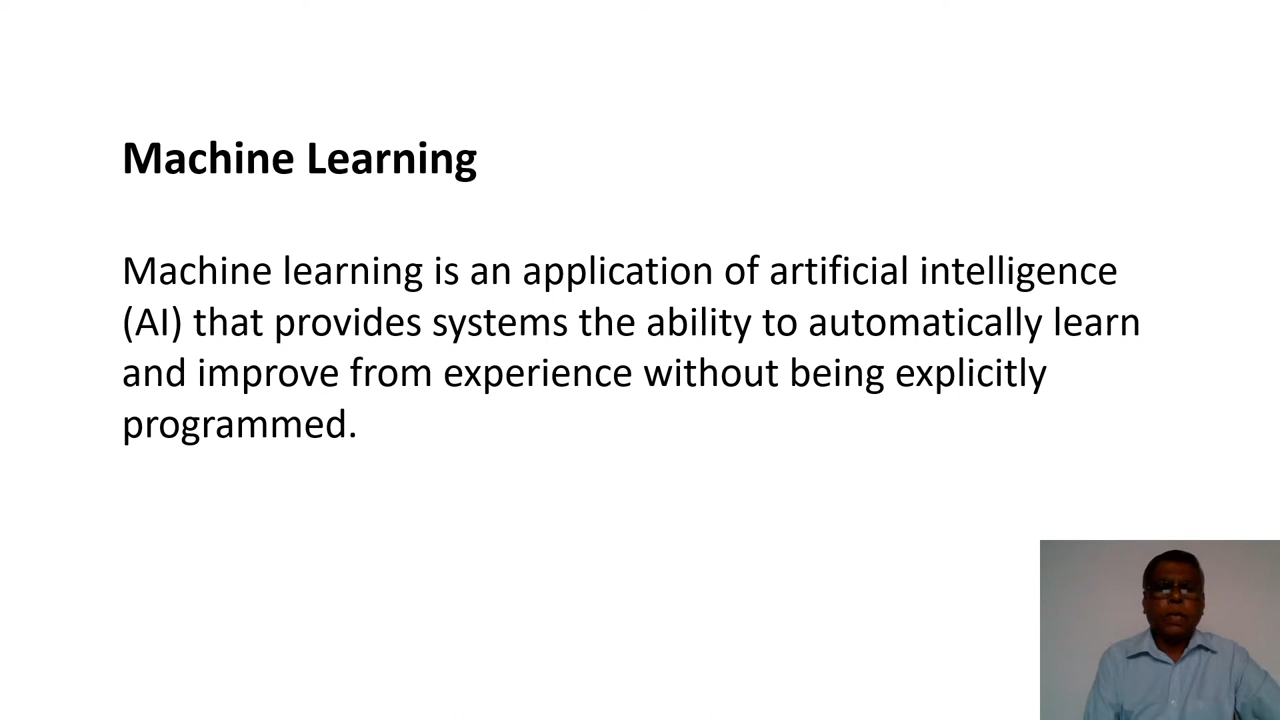 Machine Learning
Machine learning is an application of artificial intelligence
(AI) that provides systems the ability to automatically learn
and improve from experience without being explicitly
programmed.